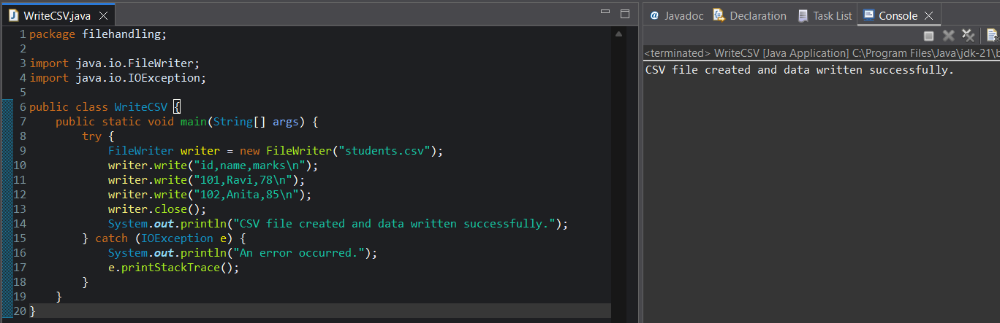 WriteCSV.java
1 package filehandling;
2
3 import java.io.FileWriter;
4 import java.io.IOException;
5
6 public class WriteCSV {
7     public static void main(String[] args) {
8         try {
9             FileWriter writer = new FileWriter("students.csv");
10             writer.write("id,name,marks\n");
11             writer.write("101,Ravi,78\n");
12             writer.write("102,Anita,85\n");
13             writer.close();
14             System.out.println("CSV file created and data written successfully.");
15         } catch (IOException e) {
16             System.out.println("An error occurred.");
17             e.printStackTrace();
18         }
19     }
20 }
@ Javadoc Declaration Task List Console
<terminated> WriteCSV [Java Application] C:\Program Files\Java\jdk-21\b
CSV file created and data written successfully.